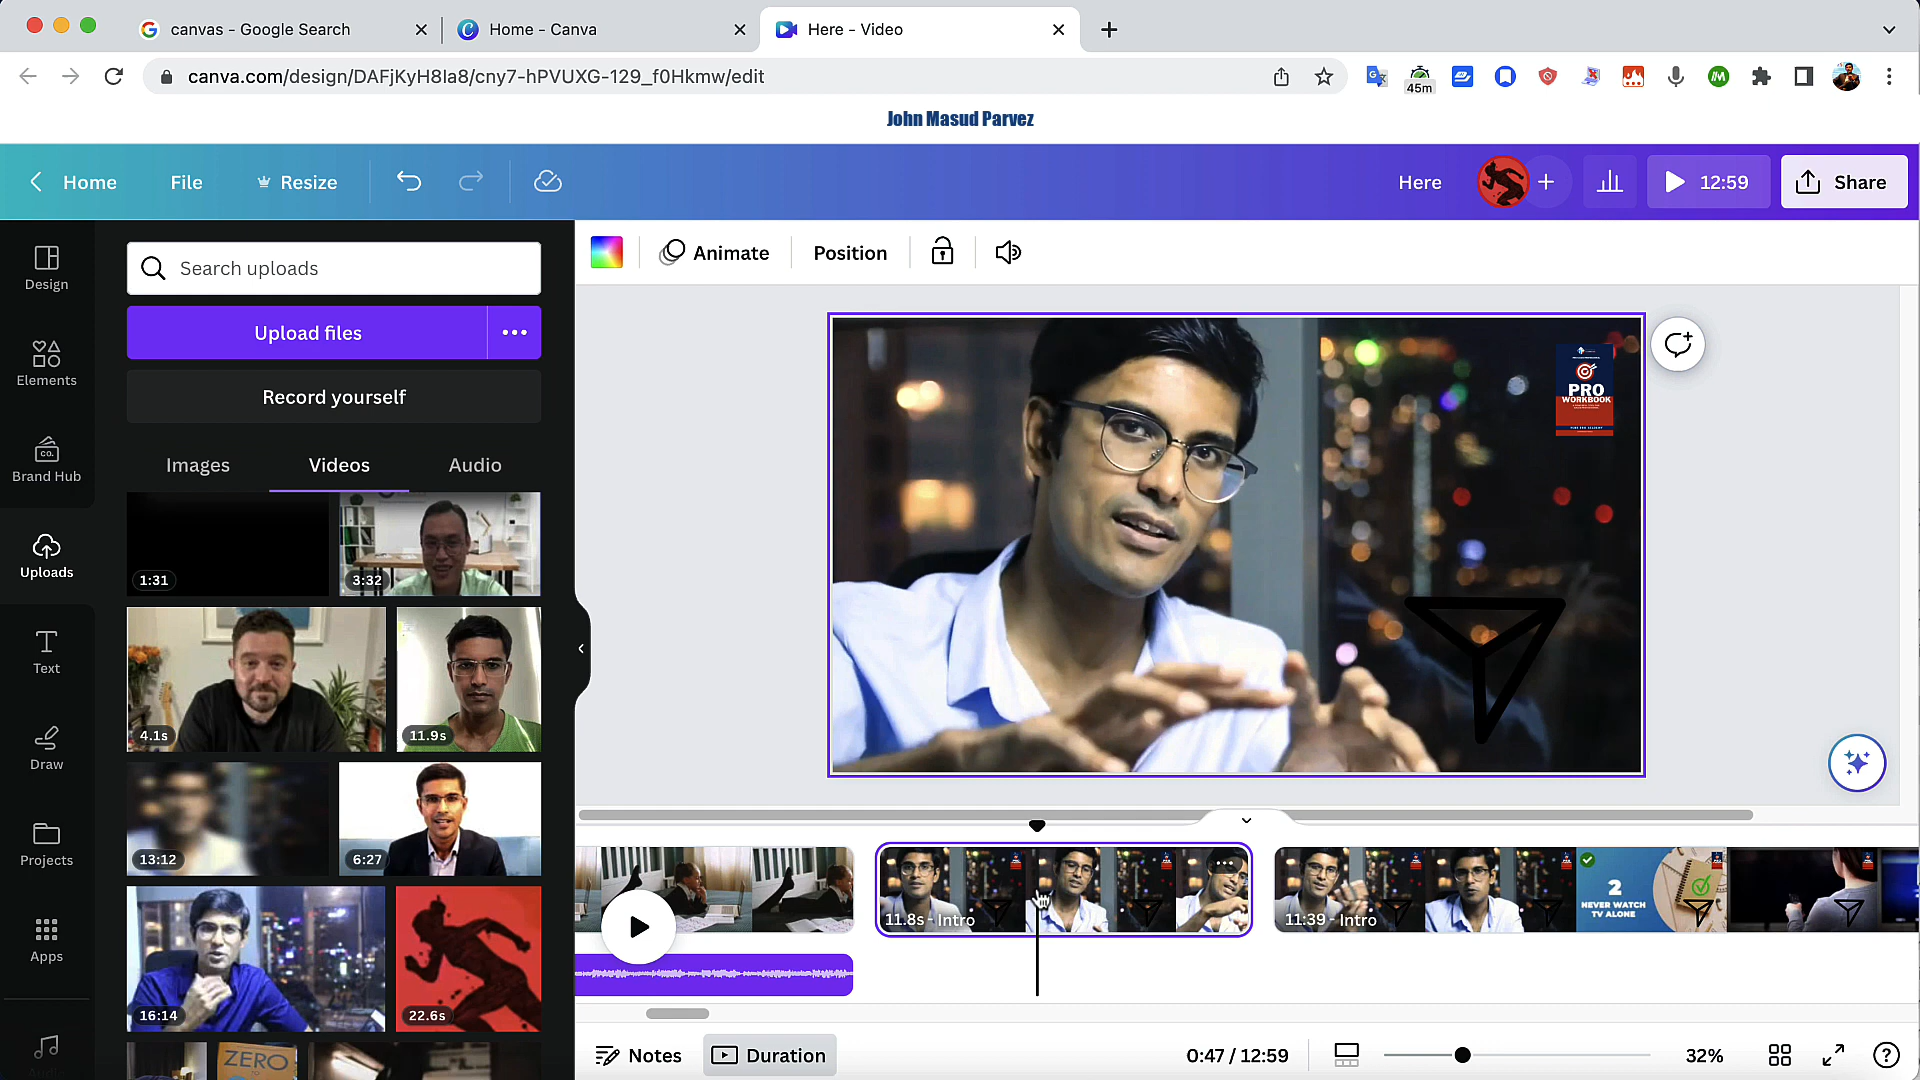 canvas - Google Search
Home - Canva
Here - Video
canva.com/design/DAFjKyH8Ia8/cny7-hPVUXG-129_f0Hkmw/edit
45m
John Masud Parvez
Home
File
Resize
Here
12:59
Share
Design
Elements
CO.
Brand Hub
Uploads
Text
Draw
Projects
Apps
Audio
Search uploads
Upload files
Record yourself
Images
Videos
Audio
1:31
3:32
4.1s
11.9s
13:12
6:27
16:14
22.6s
ZERO
Animate
Position
PRO
WORKBOOK
11.8s - Intro
11:39 - Intro
2
NEVER WATCH
TV ALONE
Notes
Duration
0:47 / 12:59
32%